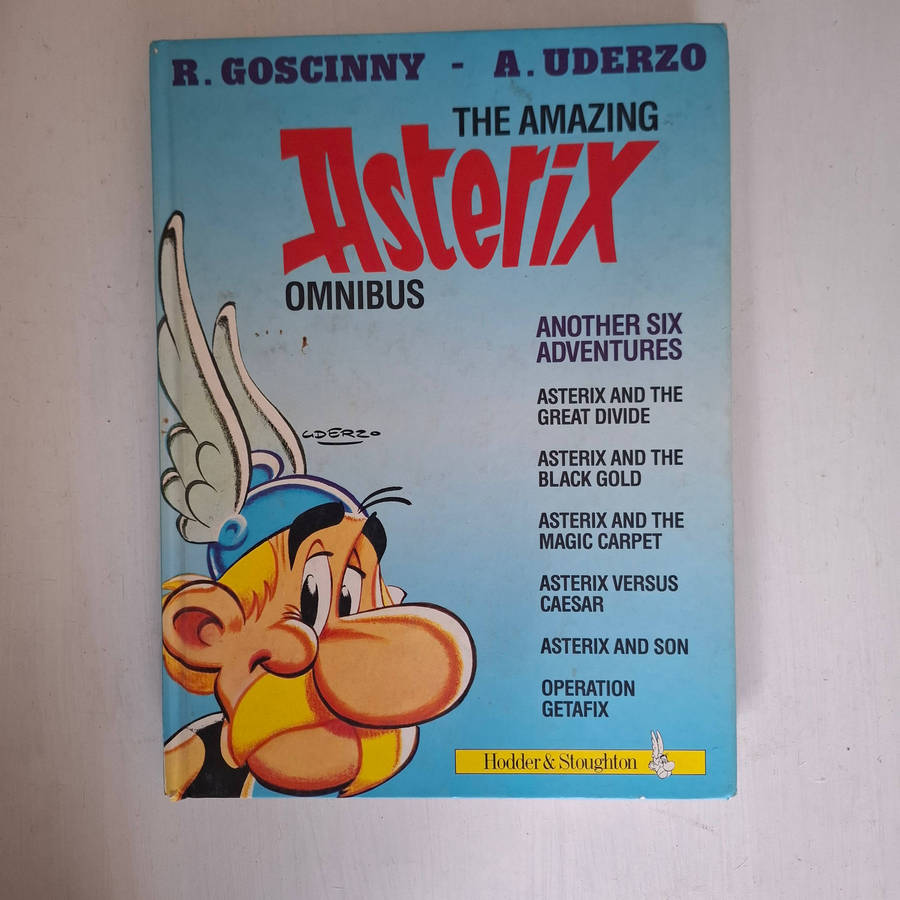 R. GOSCINNY - A. UDERZO
THE AMAZING
Asterix
OMNIBUS
ANOTHER SIX
ADVENTURES
ASTERIX AND THE
GREAT DIVIDE
ASTERIX AND THE
BLACK GOLD
ASTERIX AND THE
MAGIC CARPET
ASTERIX VERSUS
CAESAR
ASTERIX AND SON
OPERATION
GETAFIX
UDERZO
Hodder & Stoughton